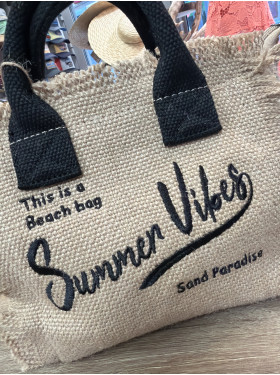 This is a
Beach bag
Summer Vibes
Sand Paradise